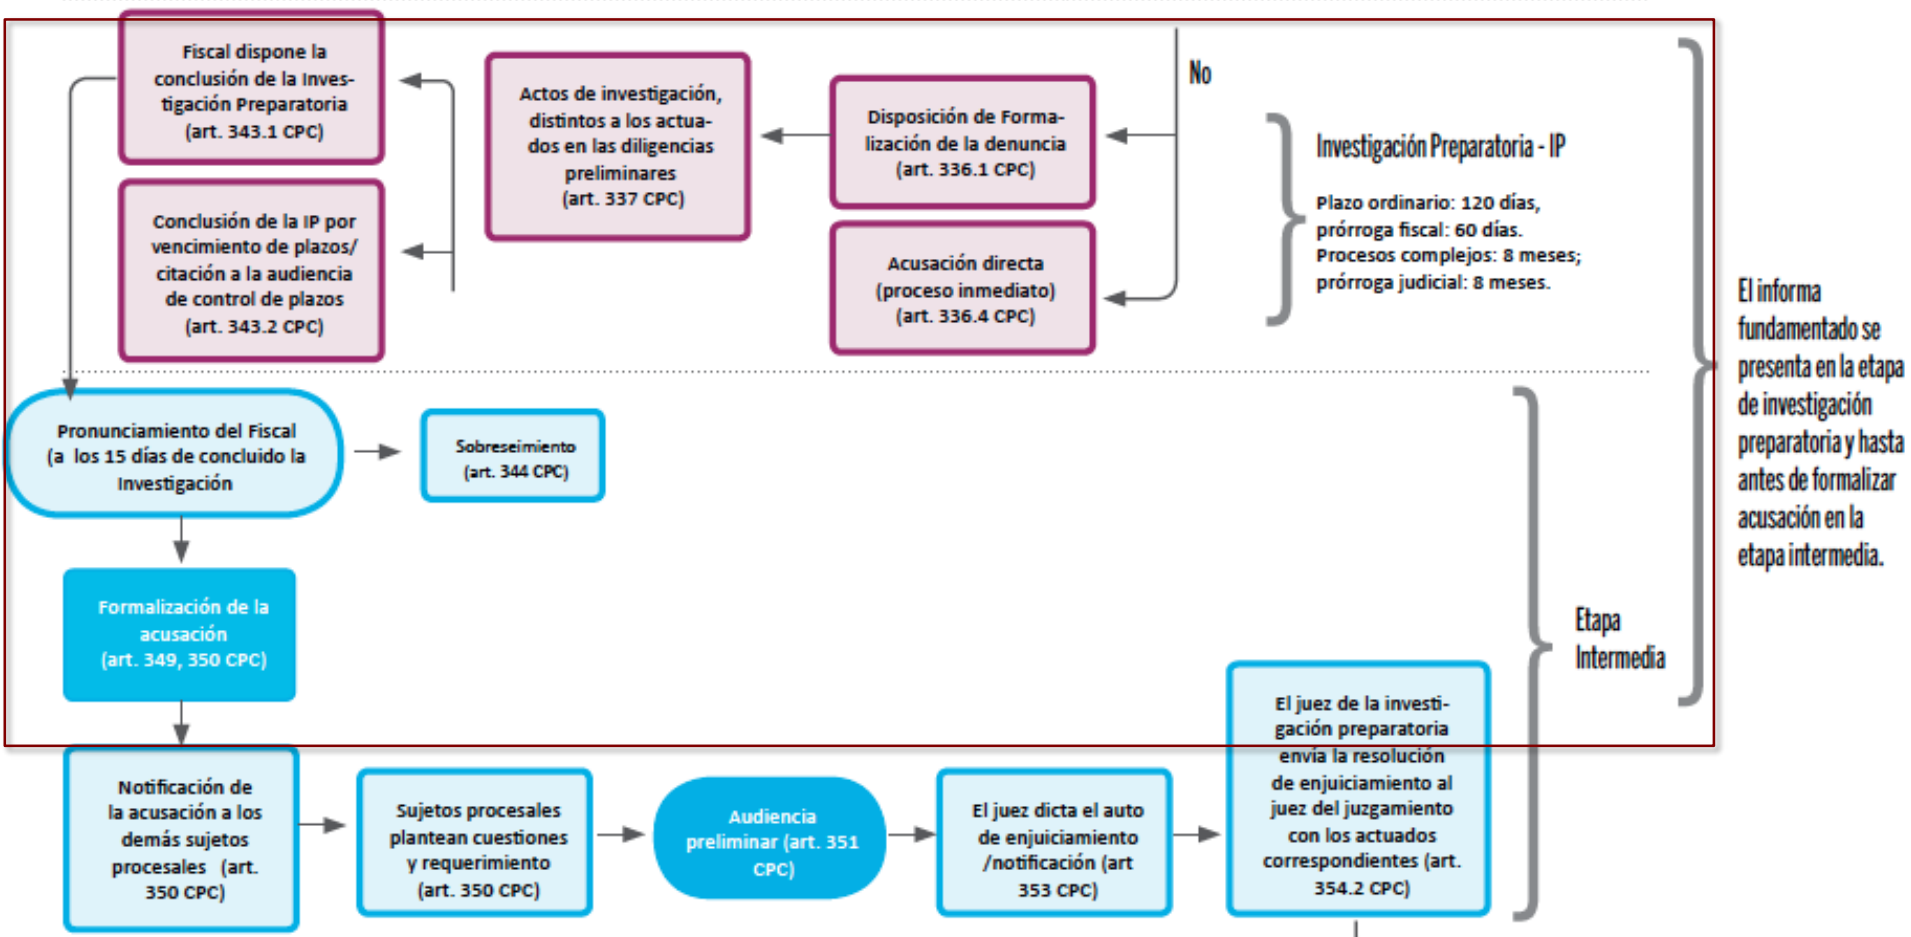 Fiscal dispone la
conclusión de la Inves-
tigación Preparatoria
(art. 343.1 CPC)
Conclusión de la IP por
vencimiento de plazos/
citación a la audiencia
de control de plazos
(art. 343.2 CPC)
Actos de investigación,
distintos a los actua-
dos en las diligencias
preliminares
(art. 337 CPC)
Disposición de Forma-
lización de la denuncia
(art. 336.1 CPC)
Acusación directa
(proceso inmediato)
(art. 336.4 CPC)
No
Investigación Preparatoria - IP
Plazo ordinario: 120 días,
prórroga fiscal: 60 días.
Procesos complejos: 8 meses;
prórroga judicial: 8 meses.
El informa
fundamentado se
presenta en la etapa
de investigación
preparatoria y hasta
antes de formalizar
acusación en la
etapa intermedia.
Pronunciamiento del Fiscal
(a los 15 días de concluido la
Investigación
Sobreseimiento
(art. 344 CPC)
Formalización de la
acusación
(art. 349, 350 CPC)
Etapa
Intermedia
Notificación de
la acusación a los
demás sujetos
procesales (art.
350 CPC)
Sujetos procesales
plantean cuestiones
y requerimiento
(art. 350 CPC)
Audiencia
preliminar (art. 351
CPC)
El juez dicta el auto
de enjuiciamiento
/notificación (art
353 CPC)
El juez de la investi-
gación preparatoria
envía la resolución
de enjuiciamiento al
juez del juzgamiento
con los actuados
correspondientes (art.
354.2 CPC)